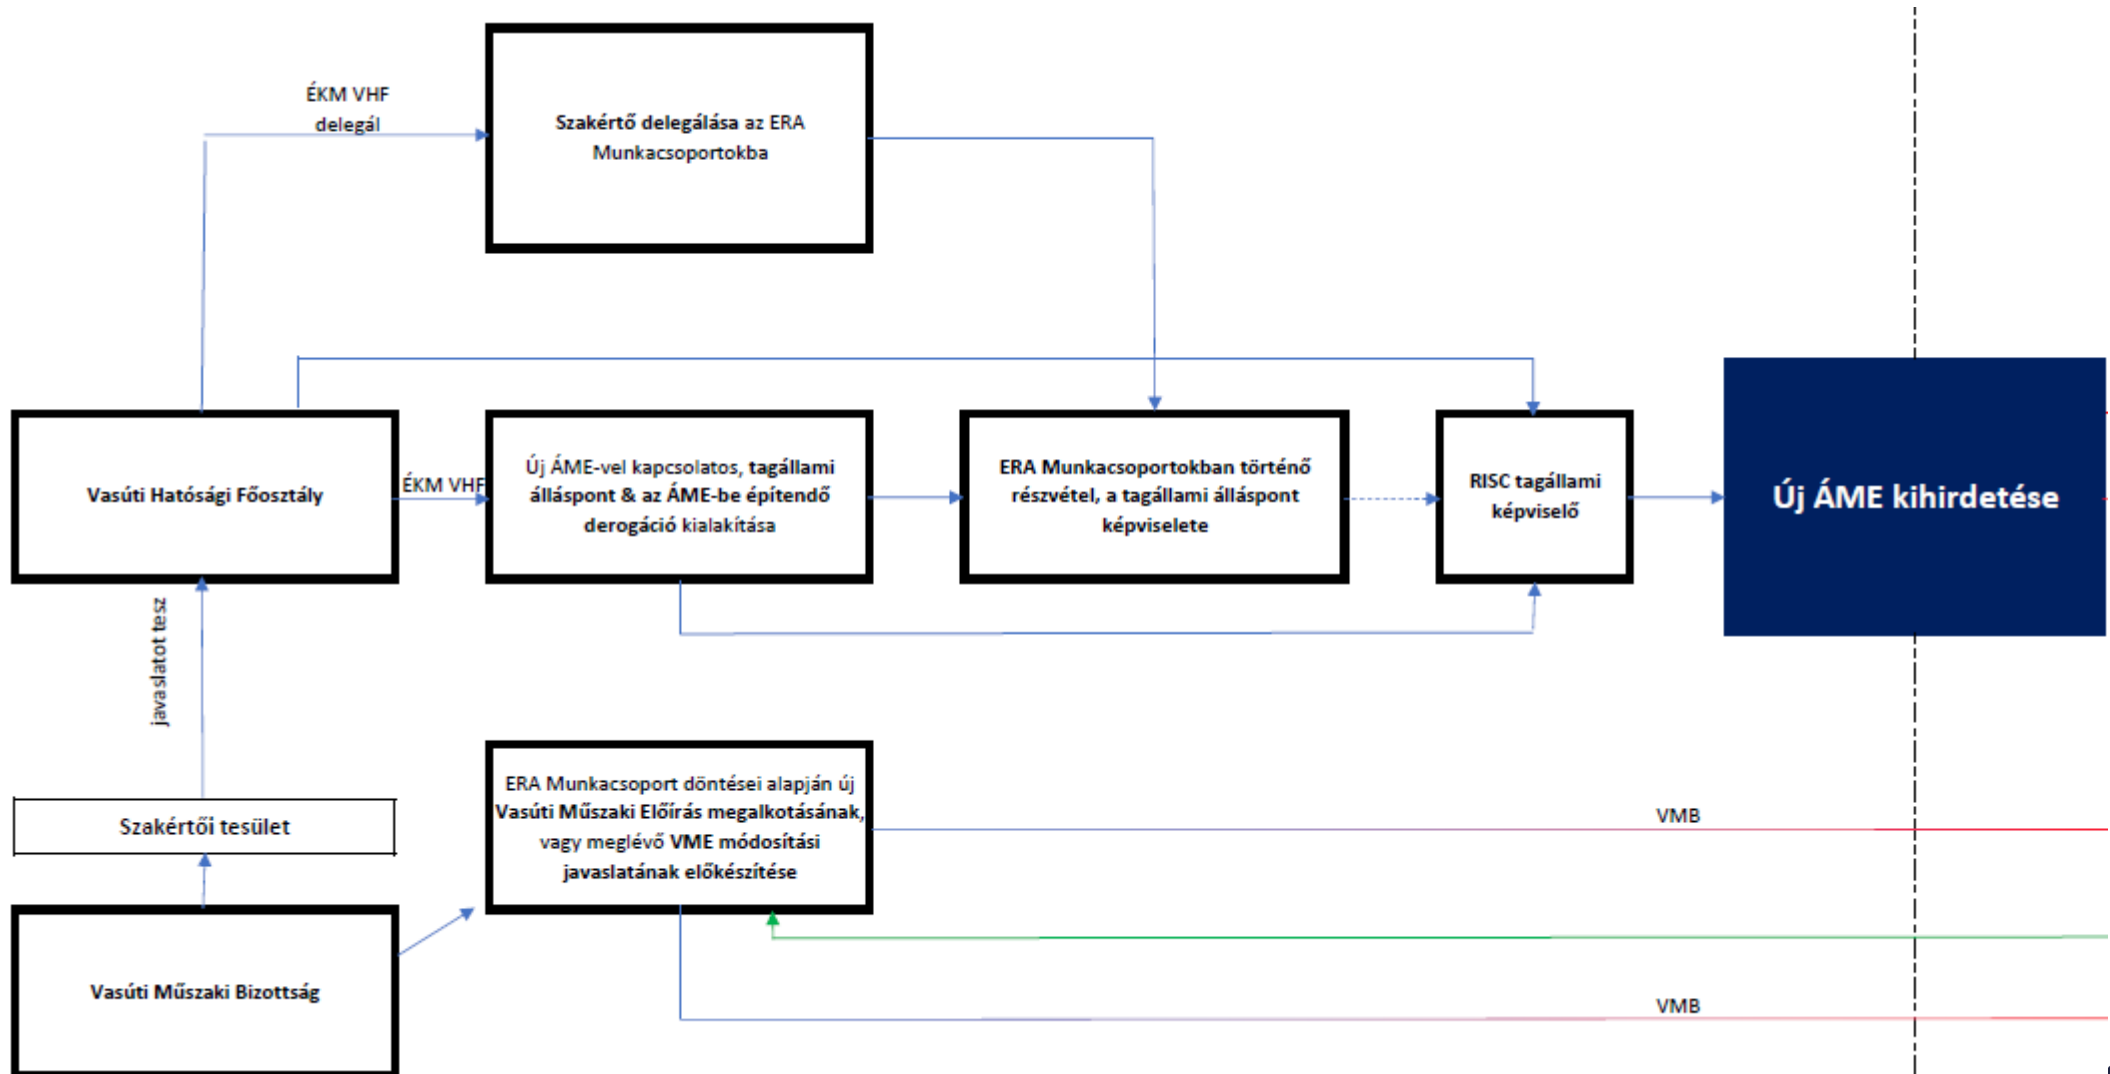 ÉKM VHF
delegál
Szakértő delegálása az ERA
Munkacsoportokba
Vasúti Hatósági Főosztály
ÉKM VHF
Új ÁME-vel kapcsolatos, tagállami
álláspont & az ÁME-be építendő
derogáció kialakítása
ERA Munkacsoportokban történő
részvétel, a tagállami álláspont
képviselete
RISC tagállami
képviselő
Új ÁME kihirdetése
javaslatot tesz
Szakértői tesület
ERA Munkacsoport döntései alapján új
Vasúti Műszaki Előírás megalkotásának,
vagy meglévő VME módosítási
javaslatának előkészítése
VMB
Vasúti Műszaki Bizottság
VMB